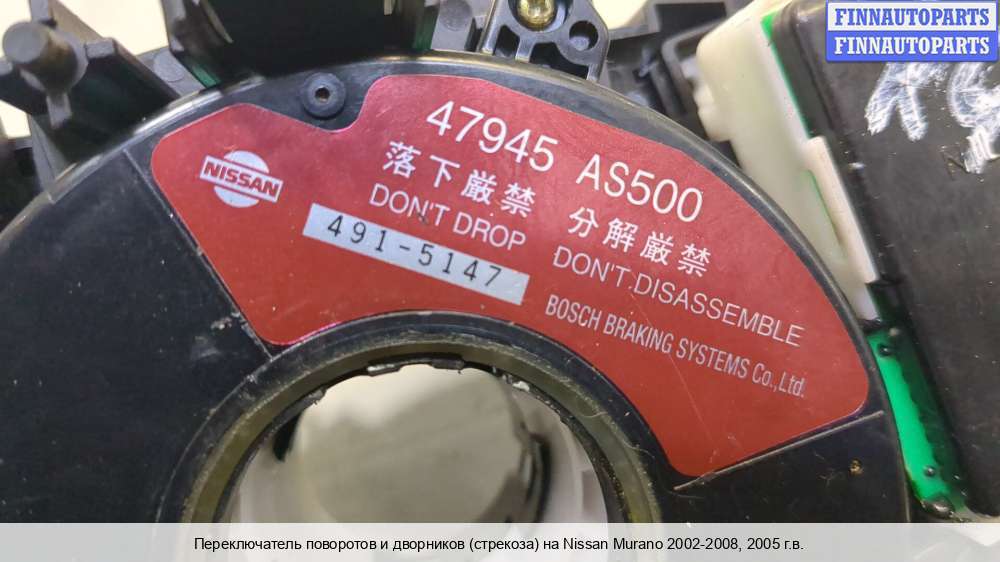 FINNAUTOPARTS
FINNAUTOPARTS
47945 AS500
NISSAN
落下厳禁 分解厳禁
DON'T DROP DON'T.DISASSEMBLE
491-5147
BOSCH BRAKING SYSTEMS Co.,Ltd.
Переключатель поворотов и дворников (стрекоза) на Nissan Murano 2002-2008, 2005 г.в.